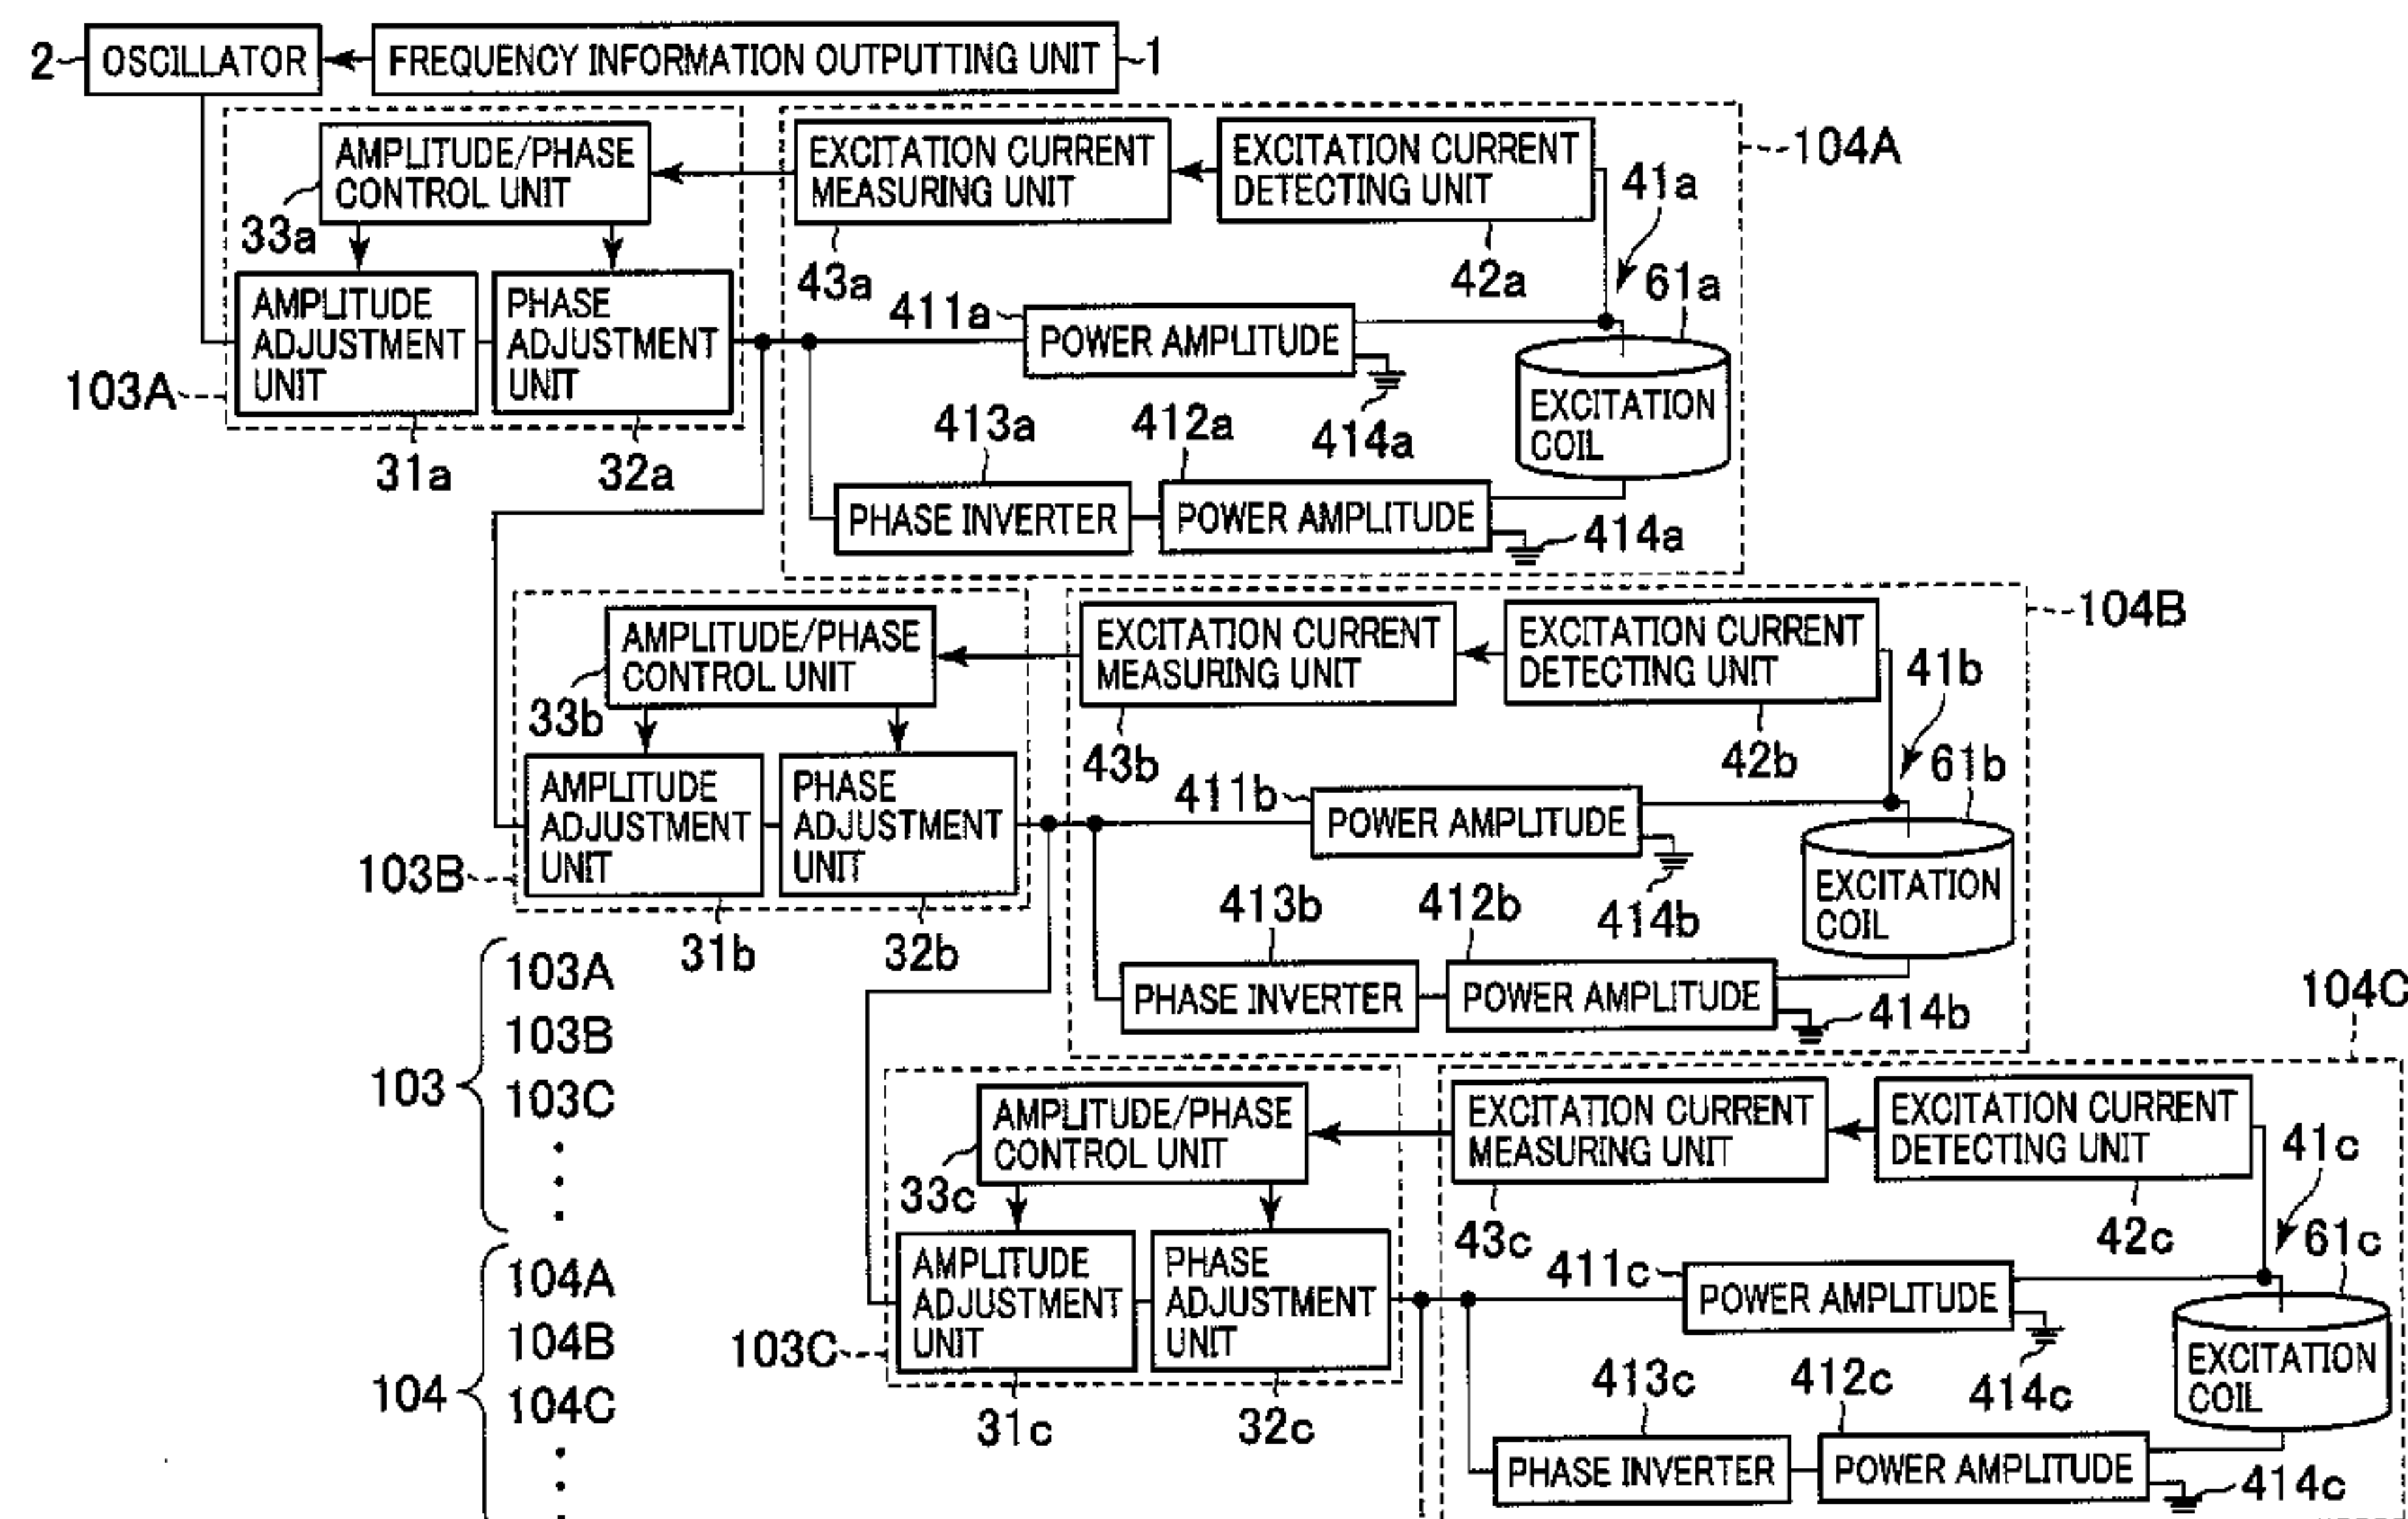 2
OSCILLATOR
FREQUENCY INFORMATION OUTPUTTING UNIT
1
AMPLITUDE/PHASE
CONTROL UNIT
33a
EXCITATION CURRENT
MEASURING UNIT
43a
EXCITATION CURRENT
DETECTING UNIT
42a
104A
41a
61a
AMPLITUDE
ADJUSTMENT
UNIT
PHASE
ADJUSTMENT
UNIT
103A
31a
32a
411a
POWER AMPLITUDE
414a
EXCITATION
COIL
413a
412a
PHASE INVERTER
POWER AMPLITUDE
414a
AMPLITUDE/PHASE
CONTROL UNIT
33b
EXCITATION CURRENT
MEASURING UNIT
43b
EXCITATION CURRENT
DETECTING UNIT
42b
104B
41b
61b
AMPLITUDE
ADJUSTMENT
UNIT
PHASE
ADJUSTMENT
UNIT
103B
31b
32b
411b
POWER AMPLITUDE
414b
EXCITATION
COIL
413b
412b
PHASE INVERTER
POWER AMPLITUDE
414b
103
103A
103B
103C
104
104A
104B
104C
104C
AMPLITUDE/PHASE
CONTROL UNIT
33c
EXCITATION CURRENT
MEASURING UNIT
43c
EXCITATION CURRENT
DETECTING UNIT
42c
41c
61c
AMPLITUDE
ADJUSTMENT
UNIT
PHASE
ADJUSTMENT
UNIT
103C
31c
32c
411c
POWER AMPLITUDE
414c
EXCITATION
COIL
413c
412c
PHASE INVERTER
POWER AMPLITUDE
414c